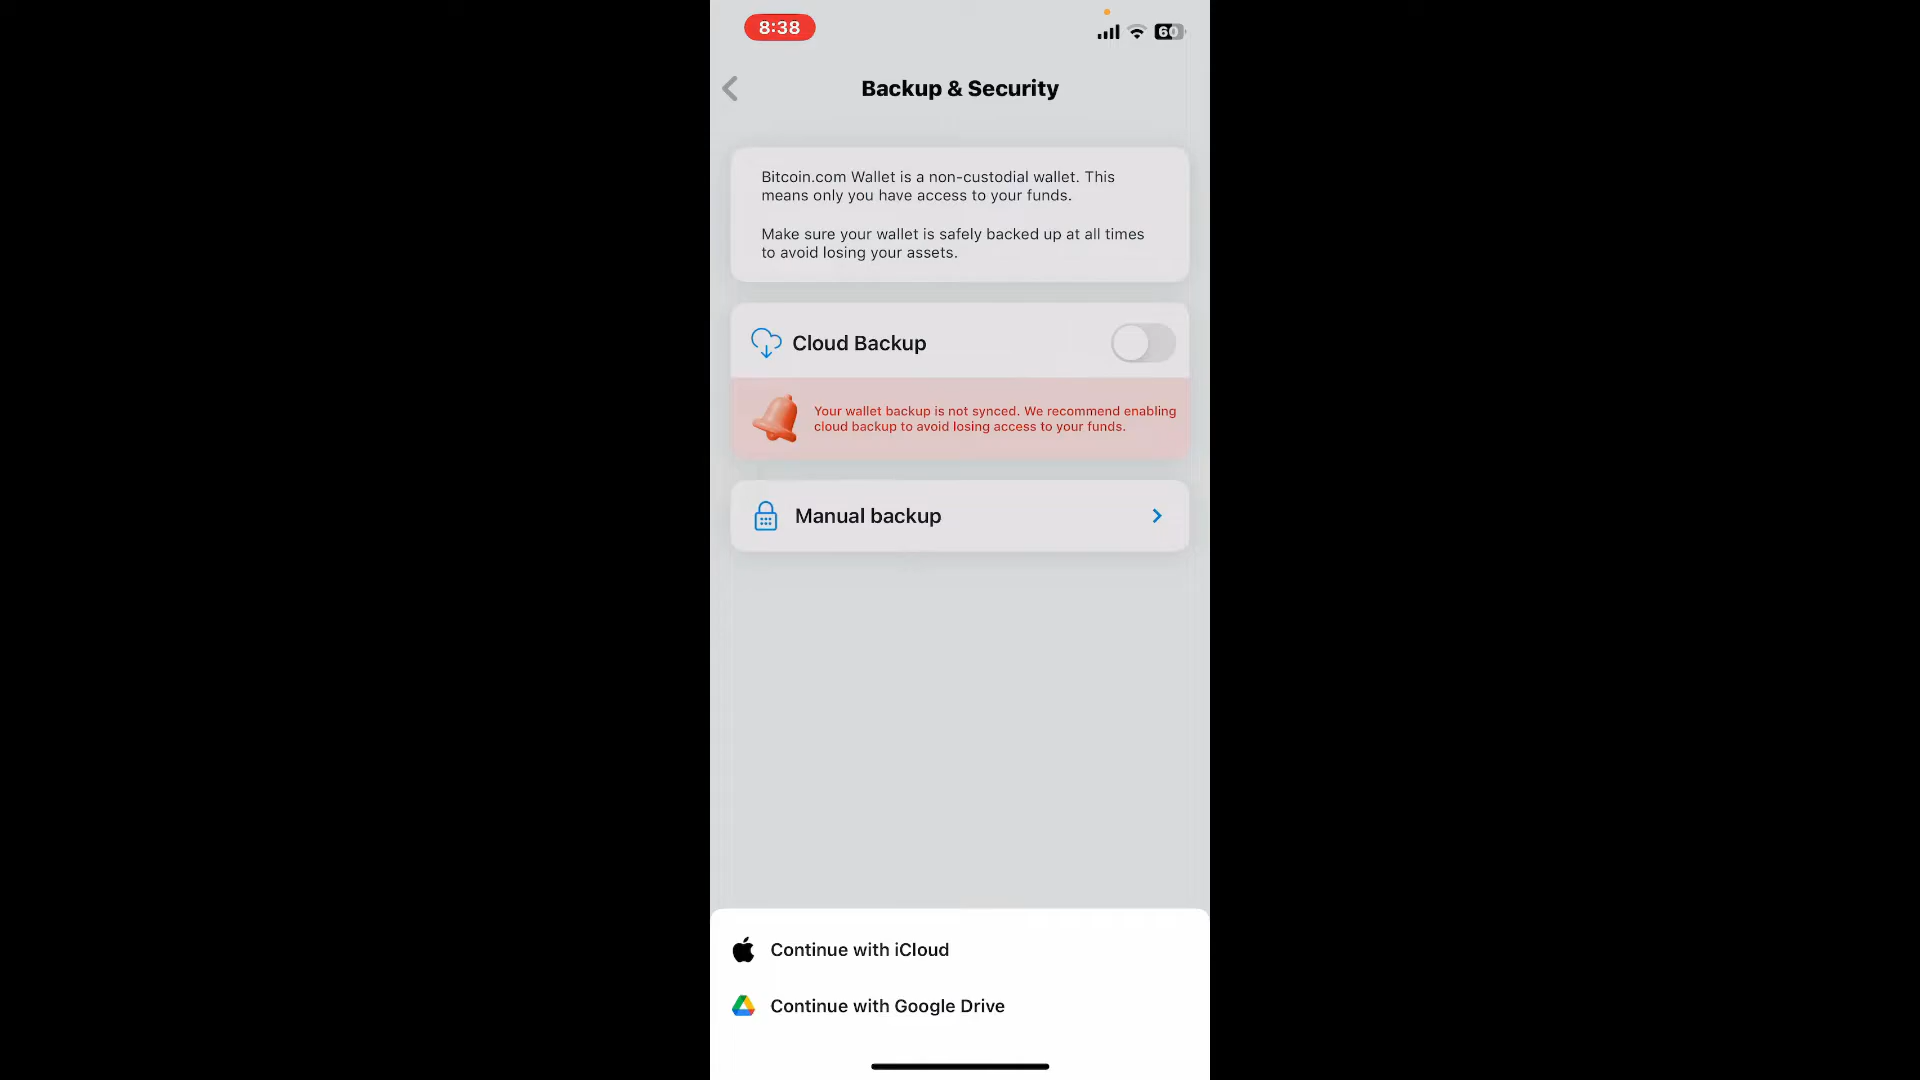 8:38
60
Backup & Security
Bitcoin.com Wallet is a non-custodial wallet. This
means only you have access to your funds.
Make sure your wallet is safely backed up at all times
to avoid losing your assets.
Cloud Backup
Your wallet backup is not synced. We recommend enabling
cloud backup to avoid losing access to your funds.
Manual backup
Continue with iCloud
Continue with Google Drive